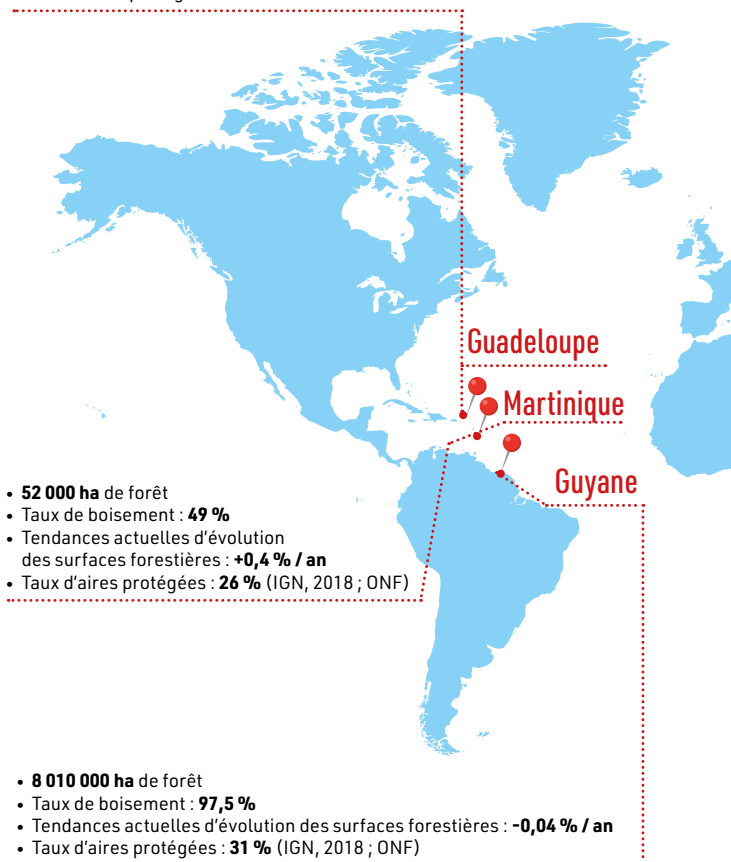 Guadeloupe
Martinique
Guyane
• 52 000 ha de forêt
• Taux de boisement : 49 %
• Tendances actuelles d'évolution
des surfaces forestières : +0,4 % / an
• Taux d'aires protégées : 26 % (IGN, 2018 ; ONF)
• 8 010 000 ha de forêt
• Taux de boisement : 97,5 %
• Tendances actuelles d'évolution des surfaces forestières : -0,04 % / an
• Taux d'aires protégées : 31 % (IGN, 2018 ; ONF)